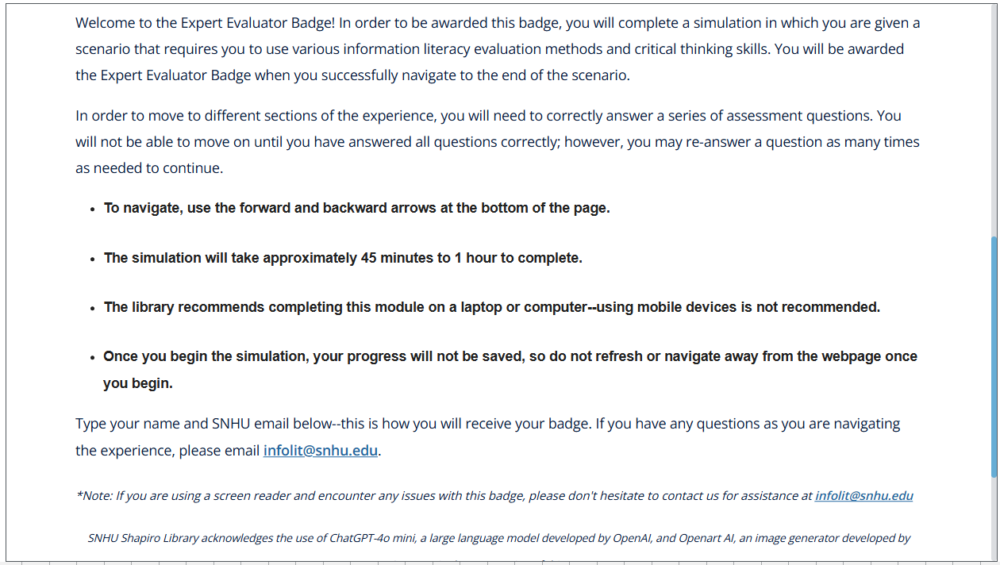 Welcome to the Expert Evaluator Badge! In order to be awarded this badge, you will complete a simulation in which you are given a
scenario that requires you to use various information literacy evaluation methods and critical thinking skills. You will be awarded
the Expert Evaluator Badge when you successfully navigate to the end of the scenario.
In order to move to different sections of the experience, you will need to correctly answer a series of assessment questions. You
will not be able to move on until you have answered all questions correctly; however, you may re-answer a question as many times
as needed to continue.
• To navigate, use the forward and backward arrows at the bottom of the page.
• The simulation will take approximately 45 minutes to 1 hour to complete.
• The library recommends completing this module on a laptop or computer--using mobile devices is not recommended.
• Once you begin the simulation, your progress will not be saved, so do not refresh or navigate away from the webpage once
you begin.
Type your name and SNHU email below--this is how you will receive your badge. If you have any questions as you are navigating
the experience, please email infolit@snhu.edu.
*Note: If you are using a screen reader and encounter any issues with this badge, please don't hesitate to contact us for assistance at infolit@snhu.edu
SNHU Shapiro Library acknowledges the use of ChatGPT-4o mini, a large language model developed by OpenAI, and Openart AI, an image generator developed by